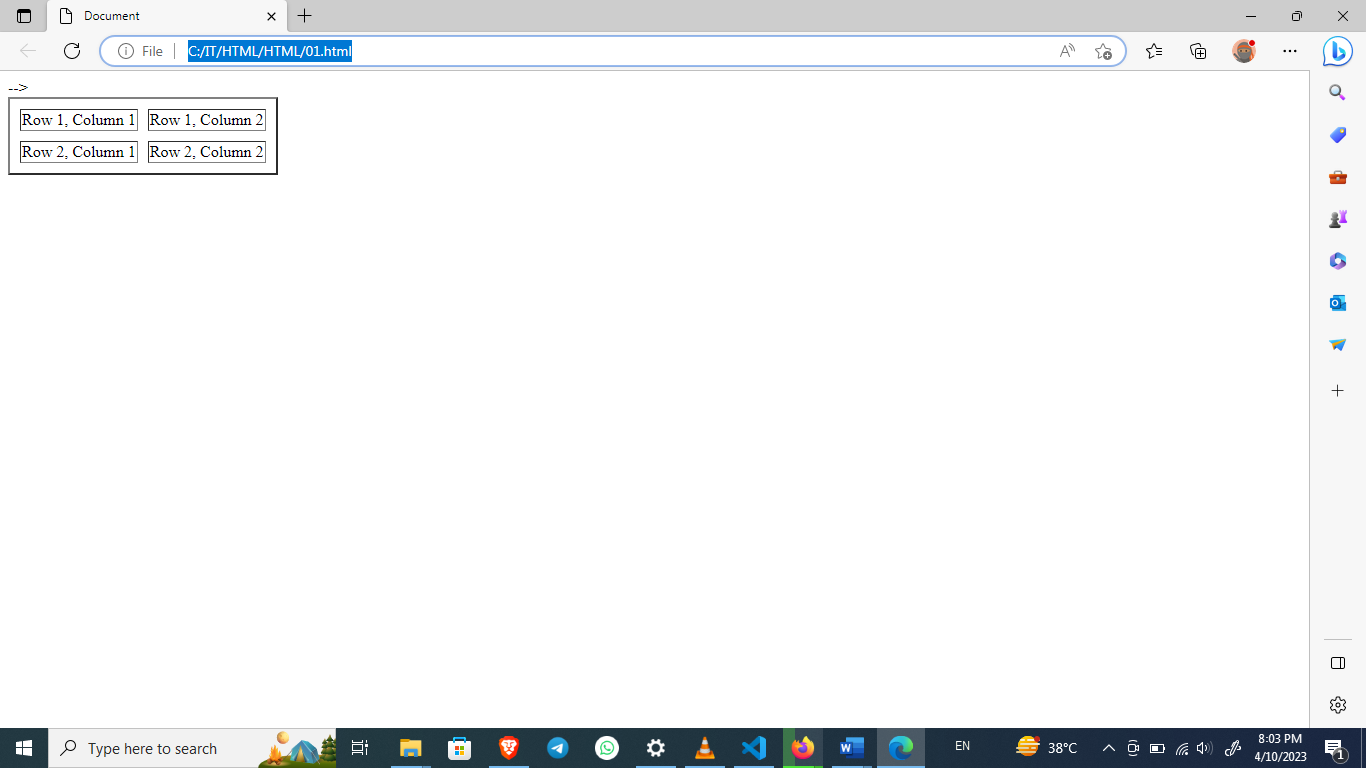 Document
File
C:/IT/HTML/HTML/01.html
-->
Row 1, Column 1 Row 1, Column 2
Row 2, Column 1 Row 2, Column 2
Type here to search
EN
38°C
8:03 PM
4/10/2023
1